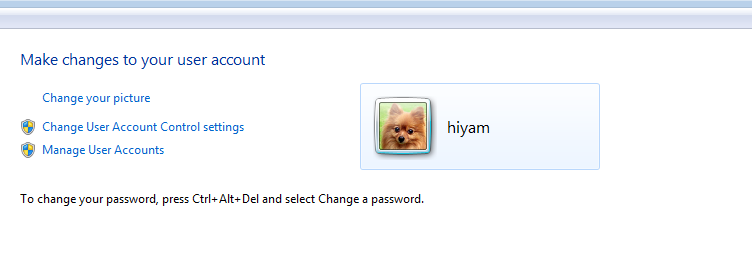 Make changes to your user account
Change your picture
Change User Account Control settings
Manage User Accounts
hiyam
To change your password, press Ctrl+Alt+Del and select Change a password.